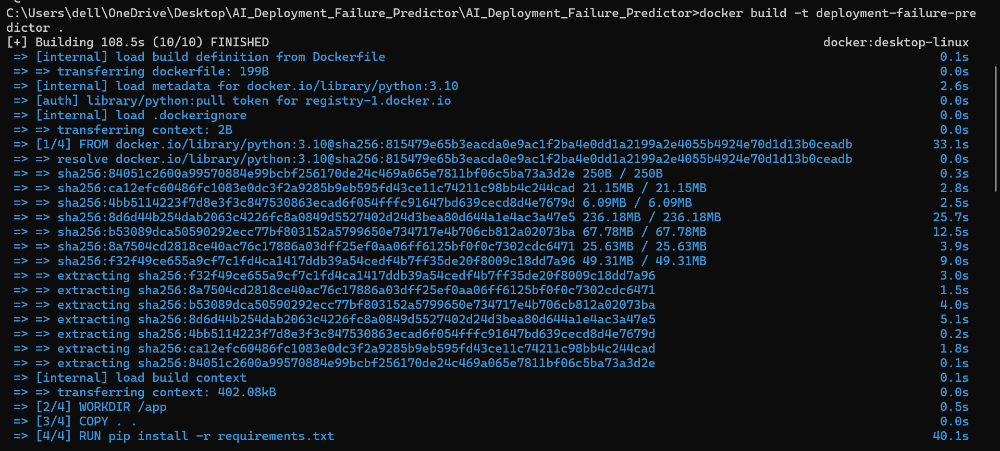 C:\Users\dell\OneDrive\Desktop\AI_Deployment_Failure_Predictor\AI_Deployment_Failure_Predictor>docker build -t deployment-failure-pre
dictor .
[+] Building 108.5s (10/10) FINISHED docker:desktop-linux
=> [internal] load build definition from Dockerfile 0.1s
=> => transferring dockerfile: 199B 0.0s
=> [internal] load metadata for docker.io/library/python:3.10 2.6s
=> [auth] library/python:pull token for registry-1.docker.io 0.0s
=> [internal] load .dockerignore 0.0s
=> => transferring context: 2B 0.0s
=> [1/4] FROM docker.io/library/python:3.10@sha256:815479e65b3eacda0e9ac1f2ba4e0dd1a2199a2e4055b4924e70d1d13b0ceadb 33.1s
=> => resolve docker.io/library/python:3.10@sha256:815479e65b3eacda0e9ac1f2ba4e0dd1a2199a2e4055b4924e70d1d13b0ceadb 0.0s
=> => sha256:84051c2600a99570884e99bcbf256170de24c469a065e7811bf06c5ba73a3d2e 250B / 250B 0.3s
=> => sha256:ca12efc60486fc1083e0dc3f2a9285b9eb595fd43ce11c74211c98bb4c244cad 21.15MB / 21.15MB 2.8s
=> => sha256:4bb5114223f7d8e3f3c847530863ecad6f054fffc91647bd639cecd8d4e7679d 6.09MB / 6.09MB 2.5s
=> => sha256:8d6d44b254dab2063c4226fc8a0849d5527402d24d3bea80d644a1e4ac3a47e5 236.18MB / 236.18MB 25.7s
=> => sha256:b53089dca50590292ecc77bf803152a5799650e734717e4b706cb812a02073ba 67.78MB / 67.78MB 12.5s
=> => sha256:8a7504cd2818ce40ac76c17886a03dff25ef0aa06ff6125bf0f0c7302cdc6471 25.63MB / 25.63MB 3.9s
=> => sha256:f32f49ce655a9cf7c1fd4ca1417ddb39a54cedf4b7ff35de20f8009c18dd7a96 49.31MB / 49.31MB 9.0s
=> => extracting sha256:f32f49ce655a9cf7c1fd4ca1417ddb39a54cedf4b7ff35de20f8009c18dd7a96 3.0s
=> => extracting sha256:8a7504cd2818ce40ac76c17886a03dff25ef0aa06ff6125bf0f0c7302cdc6471 1.5s
=> => extracting sha256:b53089dca50590292ecc77bf803152a5799650e734717e4b706cb812a02073ba 4.0s
=> => extracting sha256:8d6d44b254dab2063c4226fc8a0849d5527402d24d3bea80d644a1e4ac3a47e5 5.1s
=> => extracting sha256:4bb5114223f7d8e3f3c847530863ecad6f054fffc91647bd639cecd8d4e7679d 0.2s
=> => extracting sha256:ca12efc60486fc1083e0dc3f2a9285b9eb595fd43ce11c74211c98bb4c244cad 1.8s
=> => extracting sha256:84051c2600a99570884e99bcbf256170de24c469a065e7811bf06c5ba73a3d2e 0.1s
=> [internal] load build context 0.1s
=> => transferring context: 402.08kB 0.0s
=> [2/4] WORKDIR /app 0.5s
=> [3/4] COPY . . 0.0s
=> [4/4] RUN pip install -r requirements.txt 40.1s